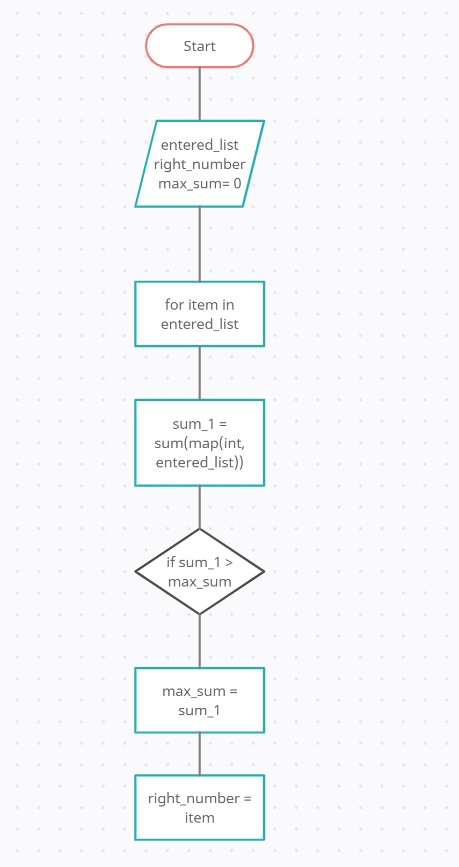 Start
entered_list
right_number
max_sum= 0
for item in
entered_list
sum_1 =
sum(map(int,
entered_list))
if sum_1 >
max_sum
max_sum =
sum_1
right_number =
item